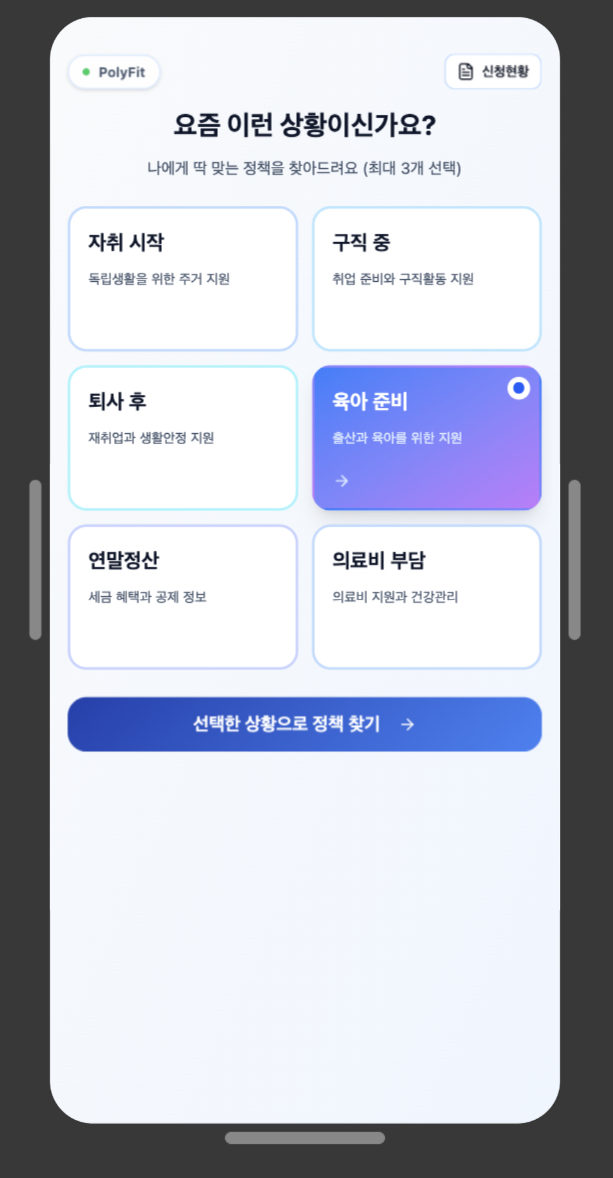 PolyFit
신청현황
요즘 이런 상황이신가요?
나에게 딱 맞는 정책을 찾아드려요 (최대 3개 선택)
자취 시작
독립생활을 위한 주거 지원
구직 중
취업 준비와 구직활동 지원
퇴사 후
재취업과 생활안정 지원
육아 준비
출산과 육아를 위한 지원
연말정산
세금 혜택과 공제 정보
의료비 부담
의료비 지원과 건강관리
선택한 상황으로 정책 찾기